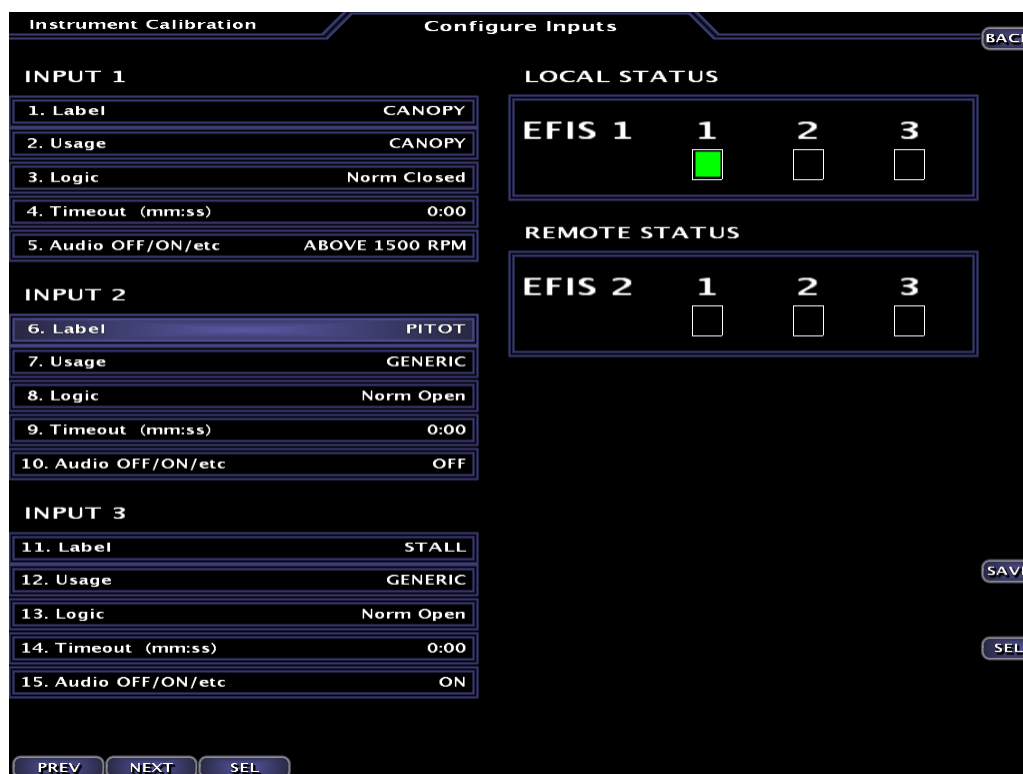 Instrument Calibration
Configure Inputs
BACK
INPUT 1
1. Label CANOPY
2. Usage CANOPY
3. Logic Norm Closed
4. Timeout (mm:ss) 0:00
5. Audio OFF/ON/etc ABOVE 1500 RPM
INPUT 2
6. Label PITOT
7. Usage GENERIC
8. Logic Norm Open
9. Timeout (mm:ss) 0:00
10. Audio OFF/ON/etc OFF
INPUT 3
11. Label STALL
12. Usage GENERIC
13. Logic Norm Open
14. Timeout (mm:ss) 0:00
15. Audio OFF/ON/etc ON
LOCAL STATUS
EFIS 1 1 2 3
REMOTE STATUS
EFIS 2 1 2 3
SAVE
SEL
PREV NEXT SEL